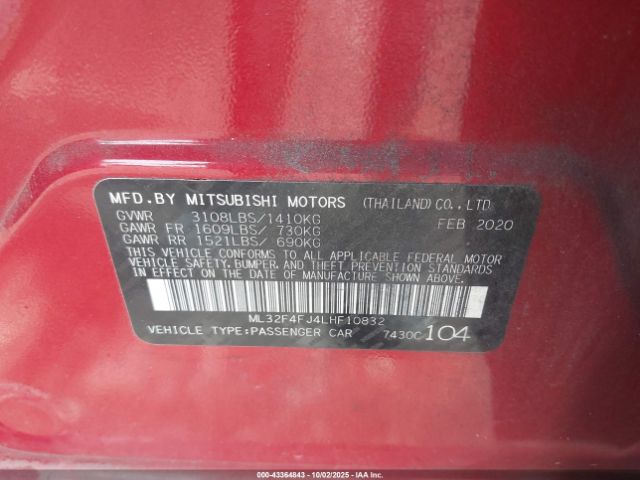 MFD.BY MITSUBISHI MOTORS (THAILAND)CO.,LTD
GVWR 3108LBS/1410KG FEB 2020
GAWR FR 1609LBS/ 730KG
GAWR RR 1521LBS/ 690KG
THIS VEHICLE CONFORMS TO ALL APPLICABLE FEDERAL MOTOR
VEHICLE SAFETY, BUMPER, AND THEFT PREVENTION STANDARDS
IN EFFECT ON THE DATE OF MANUFACTURE SHOWN ABOVE.
ML32F4FJ4LHF10832
VEHICLE TYPE:PASSENGER CAR 7430C104
000-43364843 - 10/02/2025 - © 2025 IAA Inc.